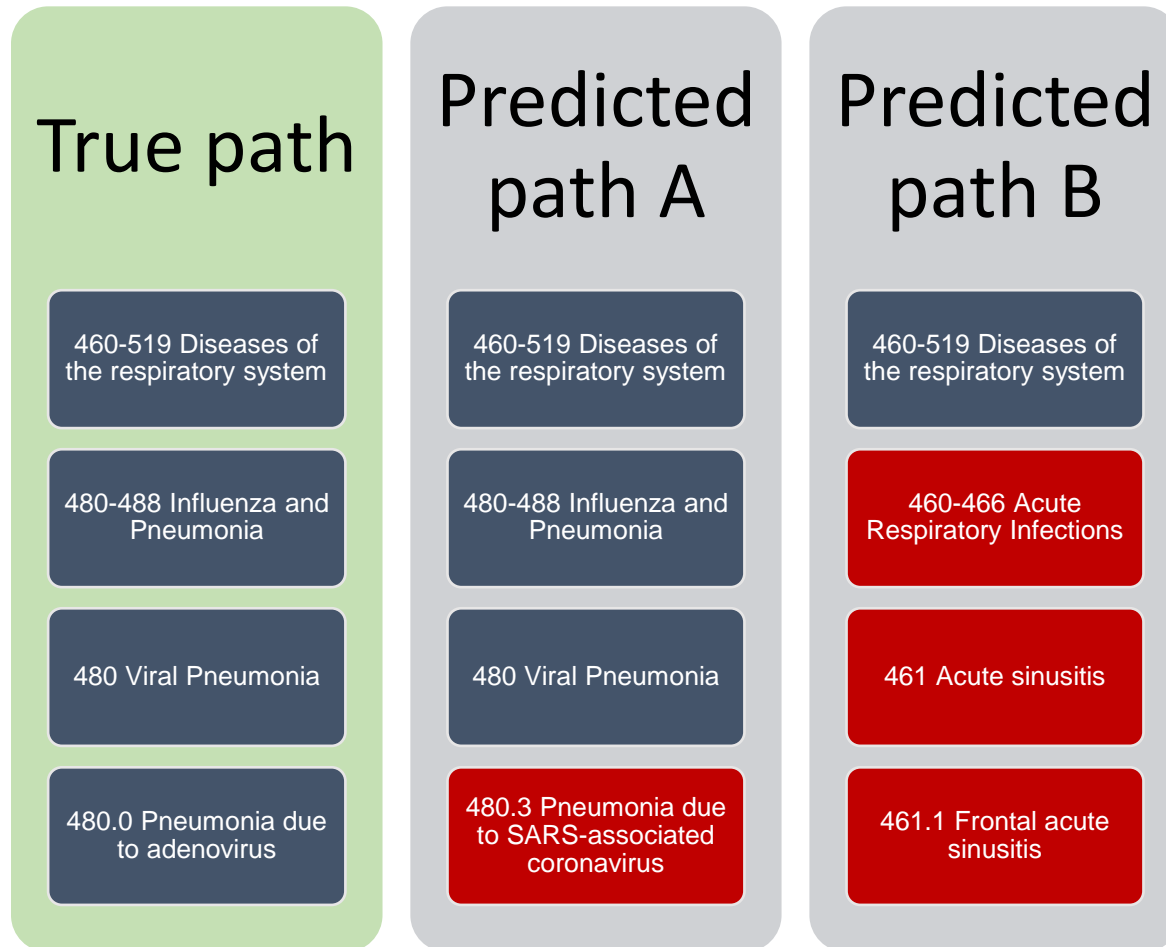 True path
460-519 Diseases of
the respiratory system
480-488 Influenza and
Pneumonia
480 Viral Pneumonia
480.0 Pneumonia due
to adenovirus
Predicted
path A
460-519 Diseases of
the respiratory system
480-488 Influenza and
Pneumonia
480 Viral Pneumonia
480.3 Pneumonia due
to SARS-associated
coronavirus
Predicted
path B
460-519 Diseases of
the respiratory system
460-466 Acute
Respiratory Infections
461 Acute sinusitis
461.1 Frontal acute
sinusitis